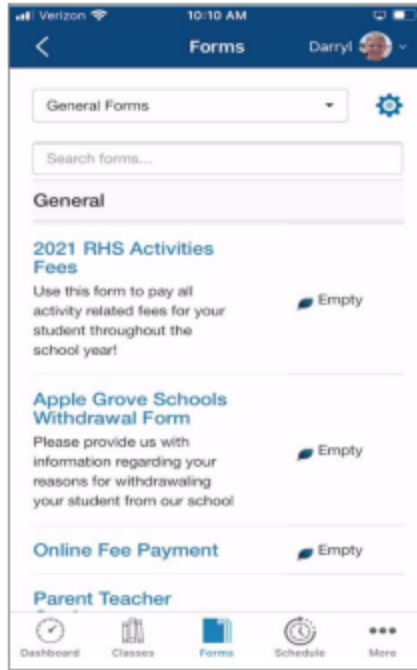 Verizon 10:10 AM
Forms Darryl
General Forms
Search forms...
General
2021 RHS Activities
Fees
Use this form to pay all
activity related fees for your
student throughout the
school year!
Empty
Apple Grove Schools
Withdrawal Form
Please provide us with
information regarding your
reasons for withdrawaling
your student from our school
Empty
Online Fee Payment Empty
Parent Teacher
Dashboard Classes Forms Schedule More